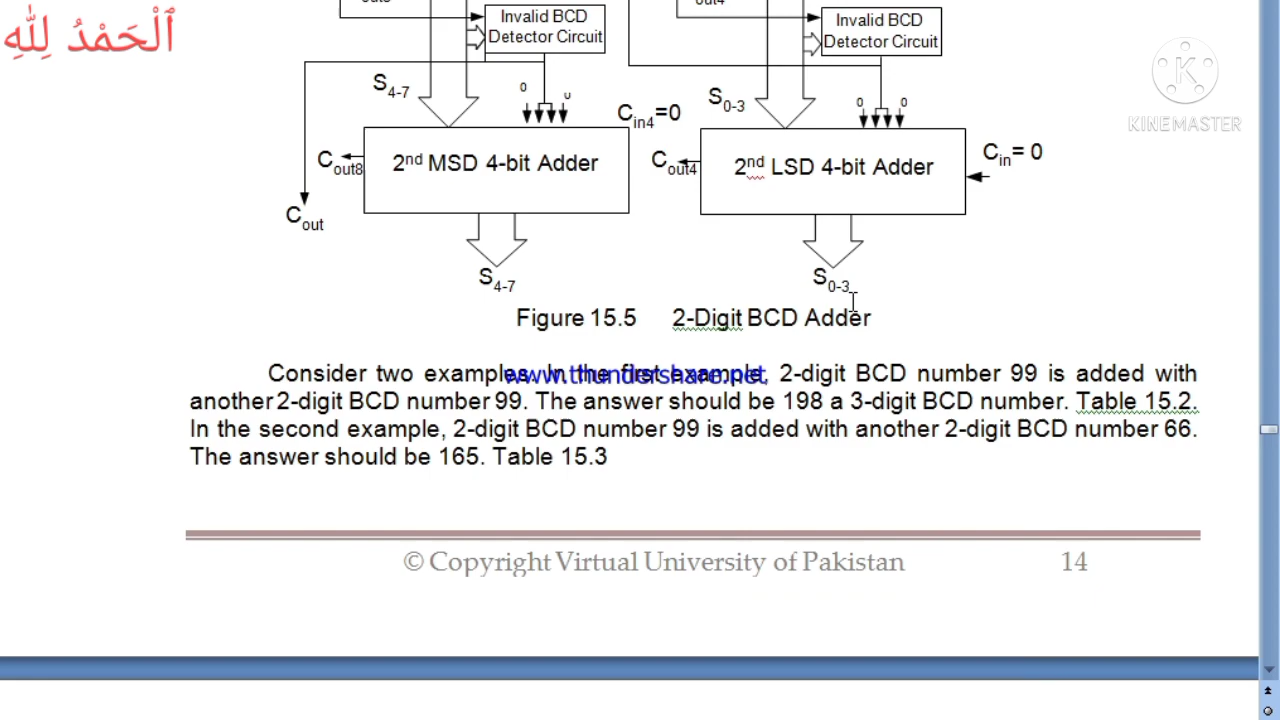 out8
out4
ٱلْحَمْدُ لِلّٰهِ
Invalid BCD
Detector Circuit
Invalid BCD
Detector Circuit
KINEMASTER
S4-7
0
0
Cin4=0
S0-3
0
0
Cout8
2nd MSD 4-bit Adder
Cout4
2nd LSD 4-bit Adder
Cin= 0
Cout
S4-7
S0-3
Figure 15.5 2-Digit BCD Adder
Consider two examples. In the first example, 2-digit BCD number 99 is added with
www.thundershare.net
another 2-digit BCD number 99. The answer should be 198 a 3-digit BCD number. Table 15.2.
In the second example, 2-digit BCD number 99 is added with another 2-digit BCD number 66.
The answer should be 165. Table 15.3
© Copyright Virtual University of Pakistan 14